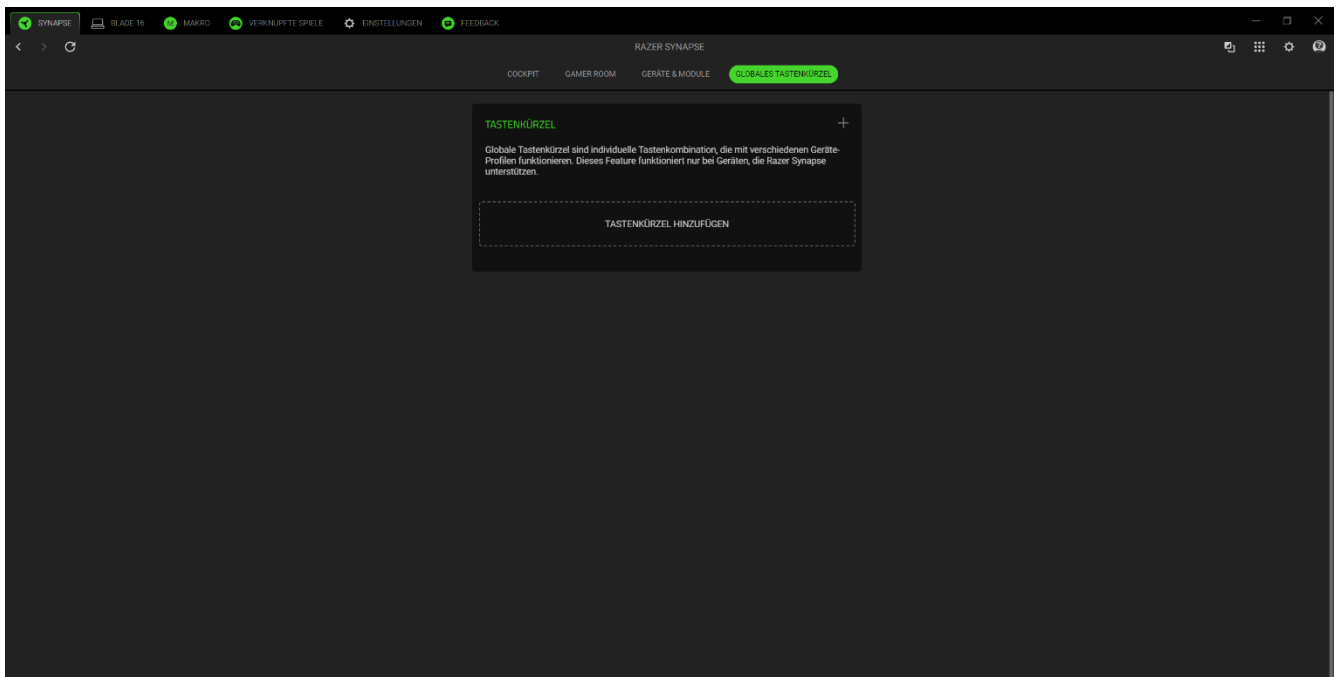 SYNAPSE BLADE 16 MAKRO VERKNÜPFTE SPIELE EINSTELLUNGEN FEEDBACK
RAZER SYNAPSE
COCKPIT GAMER ROOM GERÄTE & MODULE GLOBALES TASTENKÜRZEL
TASTENKÜRZEL
Globale Tastenkürzel sind individuelle Tastenkombination, die mit verschiedenen Geräte-
Profilen funktionieren. Dieses Feature funktioniert nur bei Geräten, die Razer Synapse
unterstützen.
TASTENKÜRZEL HINZUFÜGEN